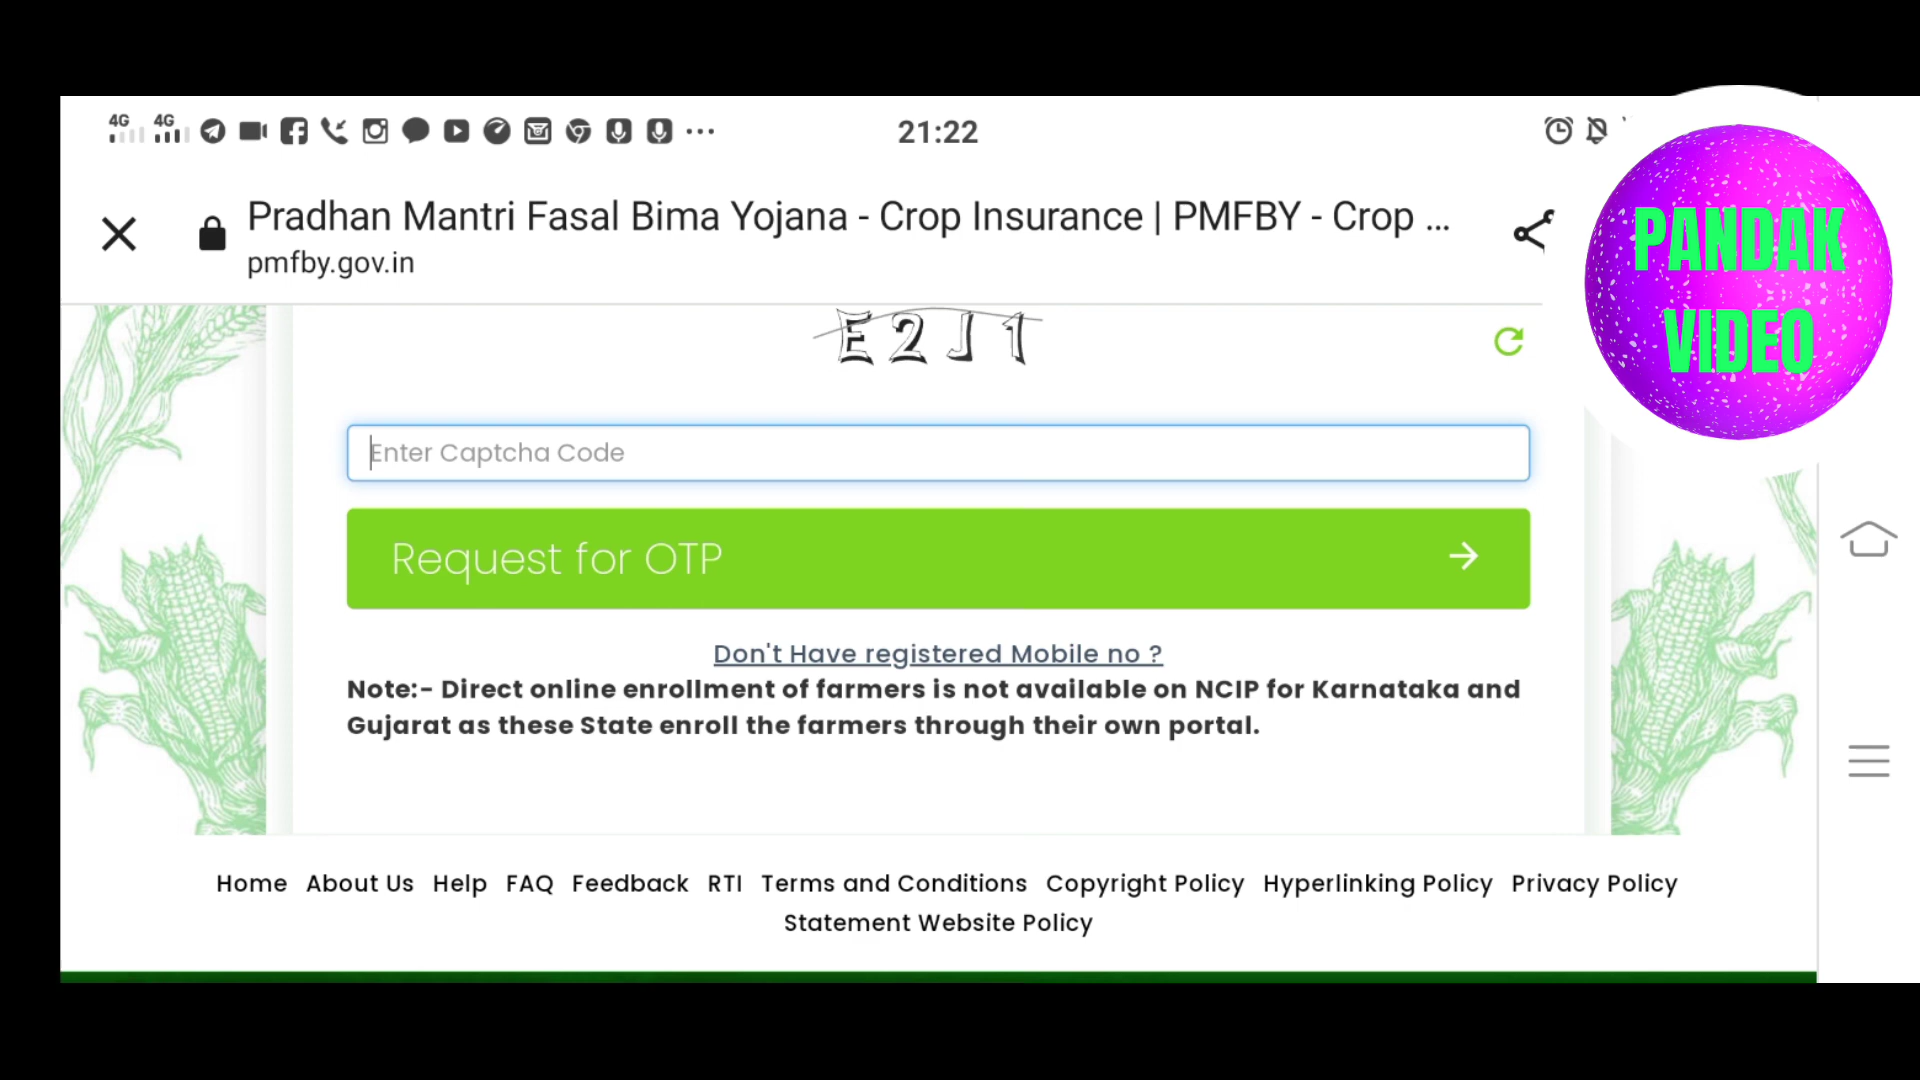 4G 4G 21:22
Pradhan Mantri Fasal Bima Yojana - Crop Insurance | PMFBY - Crop ...
pmfby.gov.in
PANDAK
VIDEO
E2J1
Enter Captcha Code
Request for OTP
Don't Have registered Mobile no ?
Note:- Direct online enrollment of farmers is not available on NCIP for Karnataka and
Gujarat as these State enroll the farmers through their own portal.
Home About Us Help FAQ Feedback RTI Terms and Conditions Copyright Policy Hyperlinking Policy Privacy Policy
Statement Website Policy